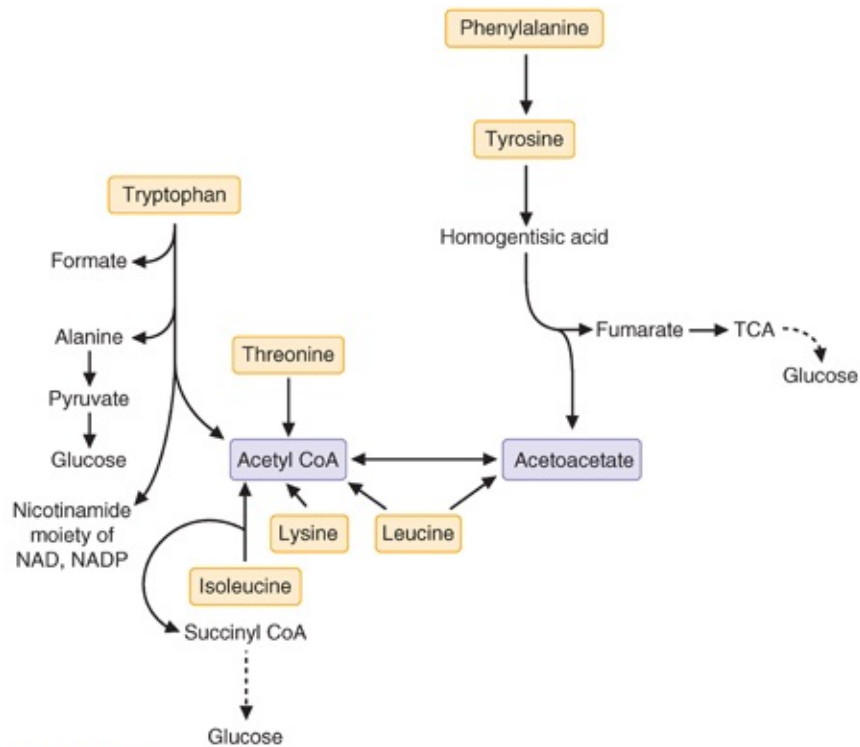 Phenylalanine
Tyrosine
Tryptophan
Homogentisic acid
Formate
Fumarate
TCA
Alanine
Threonine
Glucose
Pyruvate
Glucose
Acetyl CoA
Acetoacetate
Nicotinamide
moiety of
NAD, NADP
Lysine
Leucine
Isoleucine
Succinyl CoA
Glucose